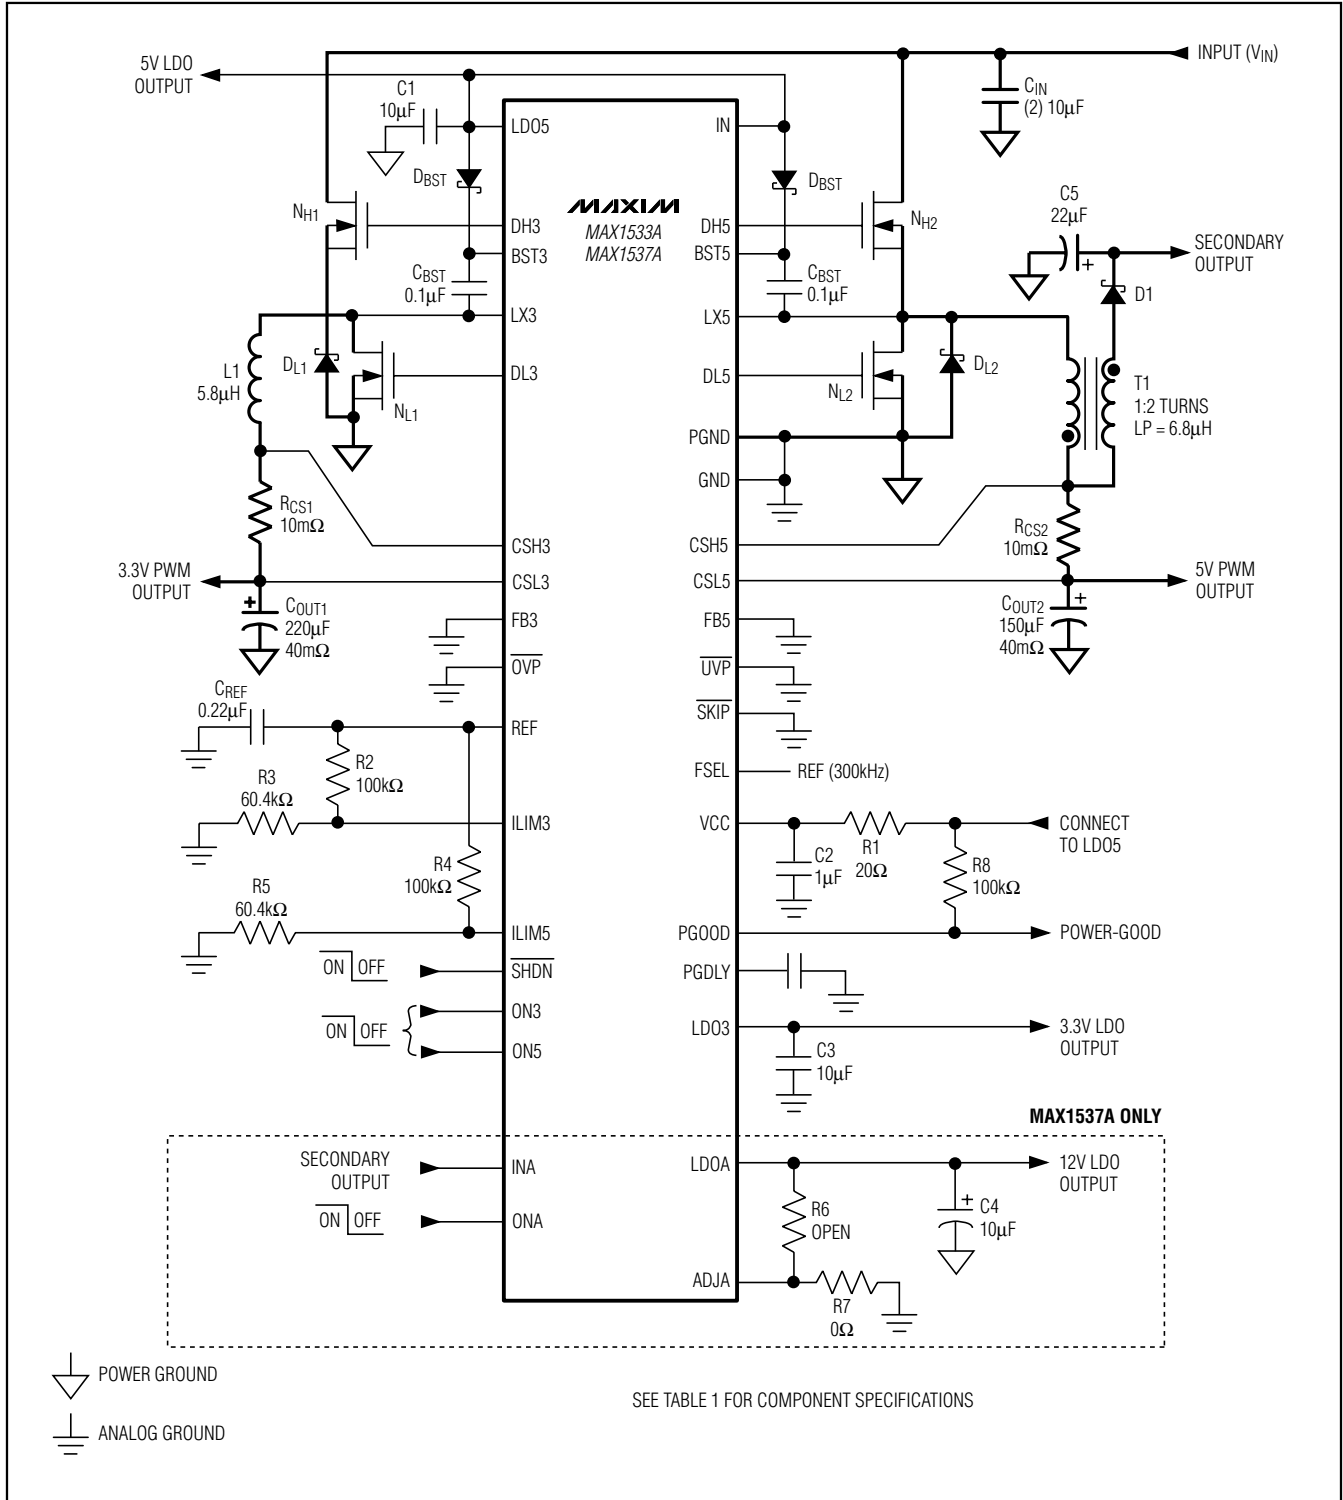 INPUT (VIN)
5V LDO
OUTPUT
C1
10µF
CIN
(2) 10µF
LDO5
IN
DBST
DBST
C5
22µF
MAXIM
MAX1533A
MAX1537A
NH1
DH3
DH5
NH2
BST3
BST5
SECONDARY
OUTPUT
+
CBST
0.1µF
CBST
0.1µF
D1
LX3
LX5
L1
5.8µH
DL1
DL3
DL5
NL1
NL2
DL2
T1
1:2 TURNS
LP = 6.8µH
PGND
GND
RCS1
10mΩ
RCS2
10mΩ
CSH3
CSH5
3.3V PWM
OUTPUT
CSL3
CSL5
5V PWM
OUTPUT
+
COUT1
220µF
40mΩ
+
COUT2
150µF
40mΩ
FB3
FB5
OVP
UVP
SKIP
CREF
0.22µF
REF
R2
100kΩ
FSEL
REF (300kHz)
R3
60.4kΩ
ILIM3
VCC
CONNECT
TO LDO5
R4
100kΩ
C2
1µF
R1
20Ω
R8
100kΩ
R5
60.4kΩ
ILIM5
PGOOD
POWER-GOOD
ON OFF
SHDN
PGDLY
ON3
ON OFF
ON5
LDO3
3.3V LDO
OUTPUT
C3
10µF
MAX1537A ONLY
SECONDARY
OUTPUT
INA
LDOA
12V LDO
OUTPUT
ON OFF
ONA
R6
OPEN
+
C4
10µF
ADJA
R7
0Ω
POWER GROUND
SEE TABLE 1 FOR COMPONENT SPECIFICATIONS
ANALOG GROUND